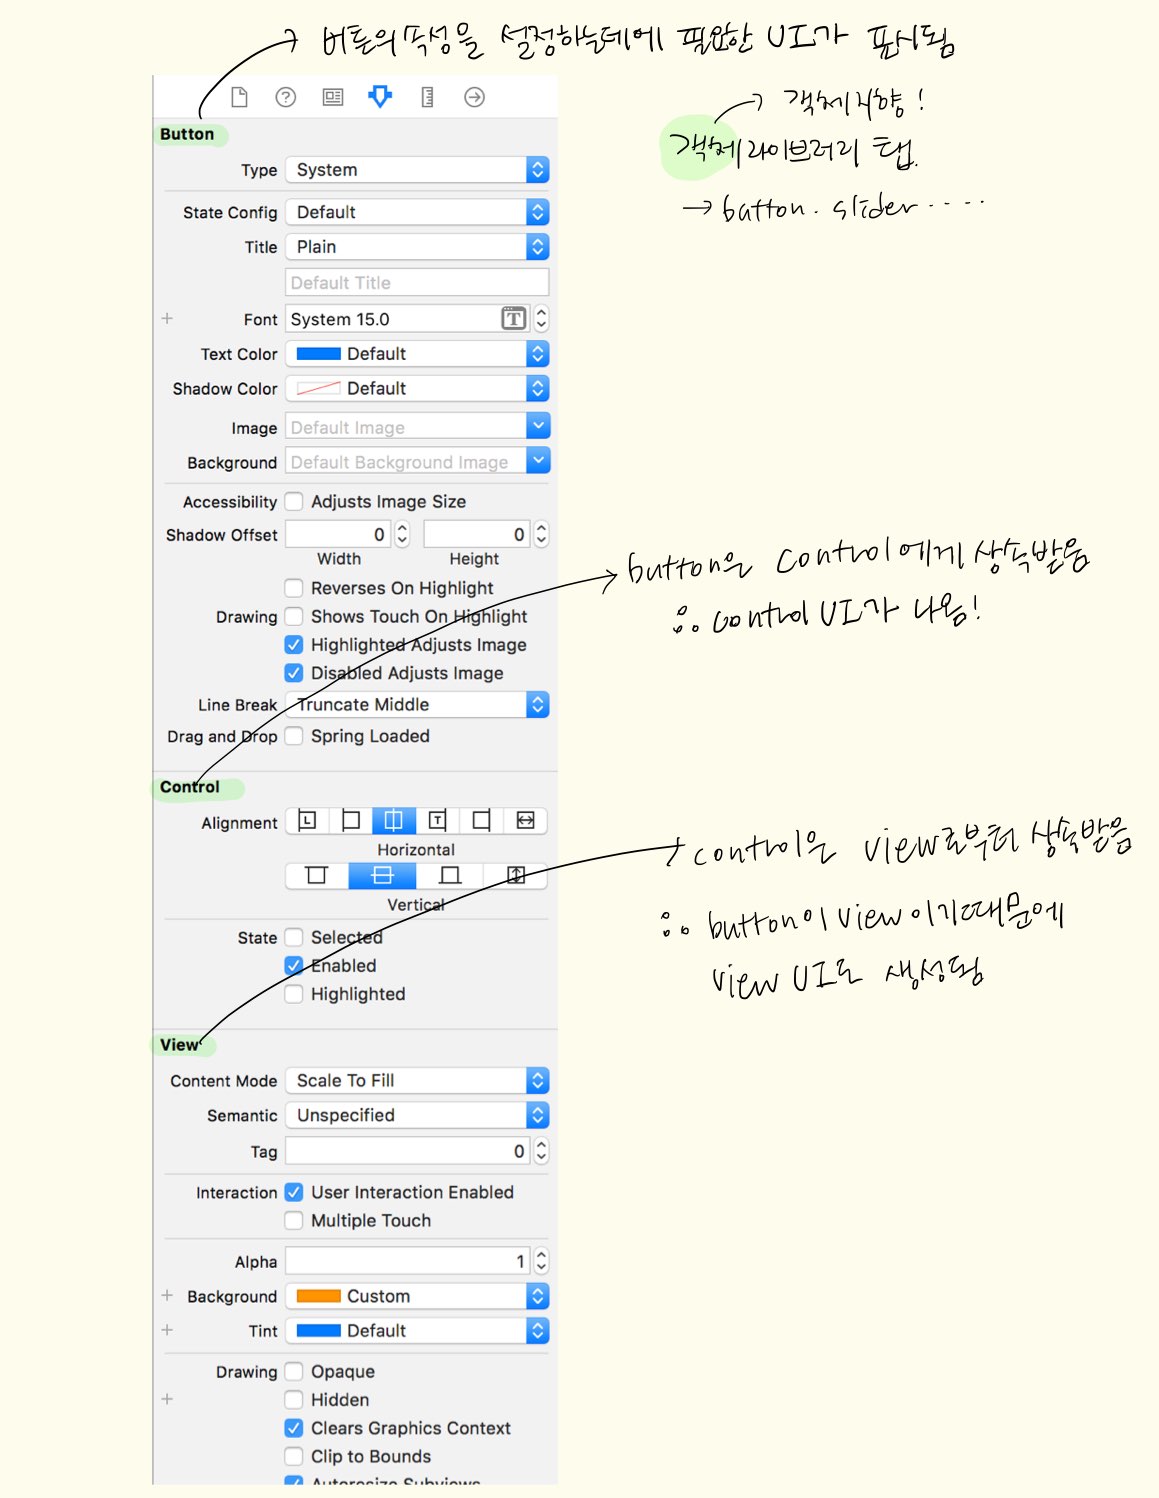 버튼의 속성을 설정하는데에 필요한 UI가 표시됨
객체지향!
객체라이브러리 탭.
→ button. slider.....
Button
Type System
State Config Default
Title Plain
Default Title
+ Font System 15.0 T
Text Color Default
Shadow Color Default
Image Default Image
Background Default Background Image
Accessibility Adjusts Image Size
Shadow Offset 0 0
Width Height
Reverses On Highlight
Drawing Shows Touch On Highlight
Highlighted Adjusts Image
Disabled Adjusts Image
Line Break Truncate Middle
Drag and Drop Spring Loaded
button은 control에게 상속받음
∴ control UI가 나옴!
Control
Alignment L T
Horizontal
Vertical
State Selected
Enabled
Highlighted
control은 view로부터 상속받음
∴ button이 view이기때문에
view UI로 생성됨
View
Content Mode Scale To Fill
Semantic Unspecified
Tag 0
Interaction User Interaction Enabled
Multiple Touch
Alpha 1
+ Background Custom
+ Tint Default
Drawing Opaque
+ Hidden
Clears Graphics Context
Clip to Bounds
Autoresize Subviews